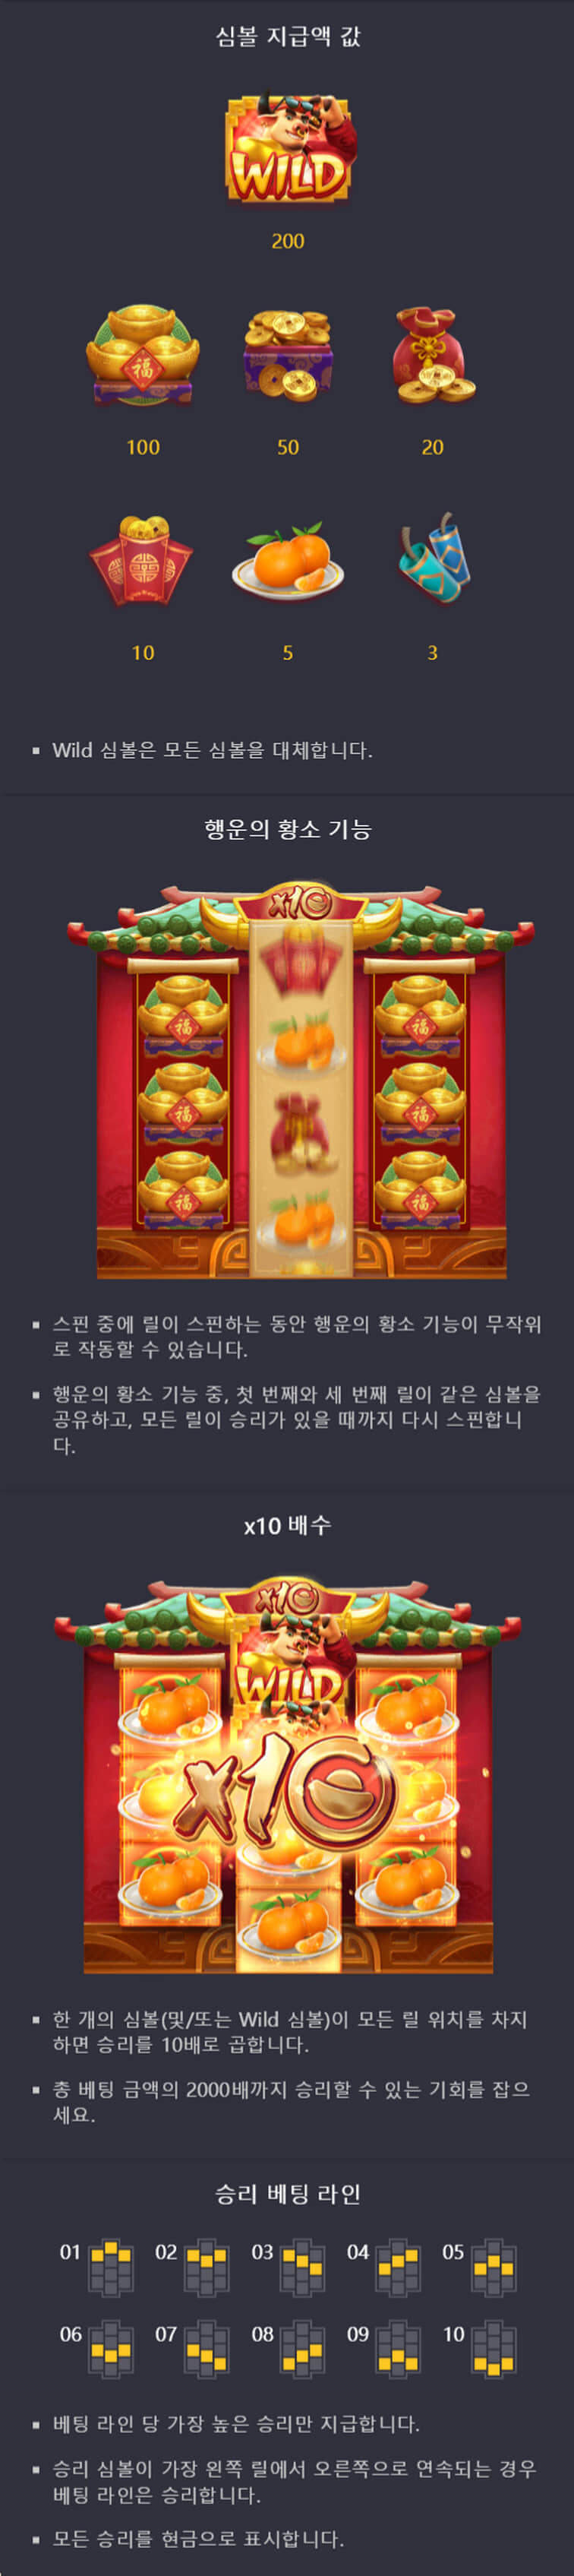 심볼 지급액 값
WILD
200
福
100
50
20
10
5
3
Wild 심볼은 모든 심볼을 대체합니다.
행운의 황소 기능
x10
福
福
福
福
福
福
스핀 중에 릴이 스핀하는 동안 행운의 황소 기능이 무작위
로 작동할 수 있습니다.
행운의 황소 기능 중, 첫 번째와 세 번째 릴이 같은 심볼을
공유하고, 모든 릴이 승리가 있을 때까지 다시 스핀합니
다.
x10 배수
x10
WILD
x10
한 개의 심볼(및/또는 Wild 심볼)이 모든 릴 위치를 차지
하면 승리를 10배로 곱합니다.
총 베팅 금액의 2000배까지 승리할 수 있는 기회를 잡으
세요.
승리 베팅 라인
01 02 03 04 05
06 07 08 09 10
베팅 라인 당 가장 높은 승리만 지급합니다.
승리 심볼이 가장 왼쪽 릴에서 오른쪽으로 연속되는 경우
베팅 라인은 승리합니다.
모든 승리를 현금으로 표시합니다.